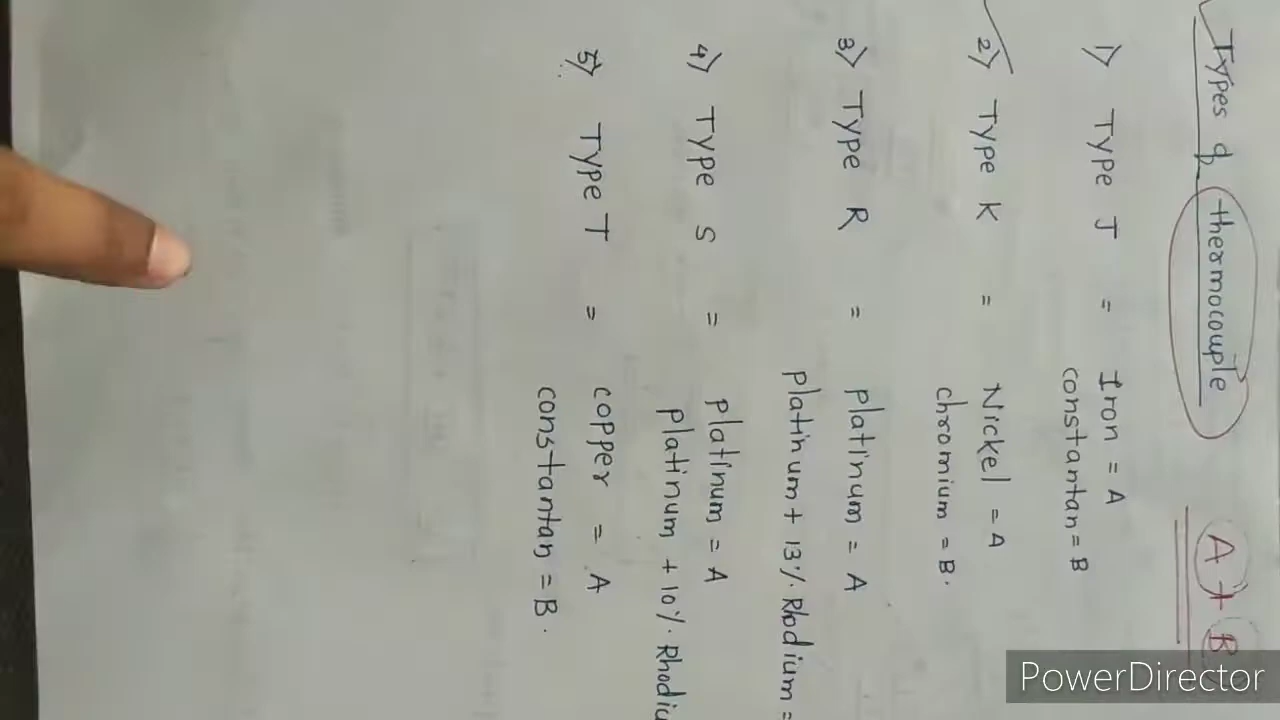 Types of thermocouple A + B
1) Type J = Iron = A
constantan = B
2) Type K = Nickel = A
chromium = B.
3) Type R = platinum = A
platinum + 13%. Rhodium =
4) Type S = platinum = A
platinum + 10%. Rhodiu
5) Type T = copper = A
constantan = B.
PowerDirector